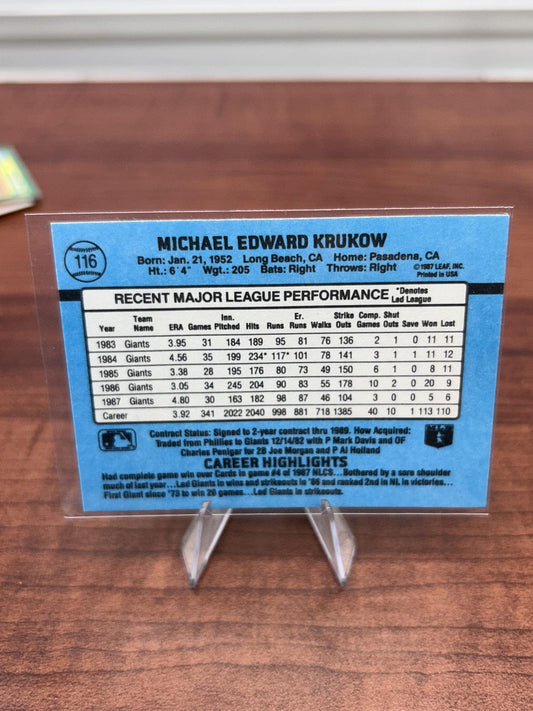 116
MICHAEL EDWARD KRUKOW
Born: Jan. 21, 1952 Long Beach, CA Home: Pasadena, CA
Ht.: 6'4" Wgt.: 205 Bats: Right Throws: Right
©1987 LEAF, INC.
Printed in USA
RECENT MAJOR LEAGUE PERFORMANCE
*Denotes
Led League
Year Team Name ERA Games Inn. Pitched Hits Runs Er. Runs Walks Strike Outs Comp. Games Shut Outs Save Won Lost
1983 Giants 3.95 31 184 189 95 81 76 136 2 1 0 11 11
1984 Giants 4.56 35 199 234* 117* 101 78 141 3 1 1 11 12
1985 Giants 3.38 28 195 176 80 73 49 150 6 1 0 8 11
1986 Giants 3.05 34 245 204 90 83 55 178 10 2 0 20 9
1987 Giants 4.80 30 163 182 98 87 46 104 3 0 0 5 6
Career 3.92 341 2022 2040 998 881 718 1385 40 10 1 113 110
Contract Status: Signed to 2-year contract thru 1989. How Acquired:
Traded from Phillies to Giants 12/14/82 with P Mark Davis and OF
Charles Penigar for 2B Joe Morgan and P Al Holland
CAREER HIGHLIGHTS
Had complete game win over Cards in game #4 of 1987 NLCS...Bothered by a sore shoulder
much of last year...Led Giants in wins and strikeouts in '86 and ranked 2nd in NL in victories...
First Giant since '73 to win 20 games...Led Giants in strikeouts.